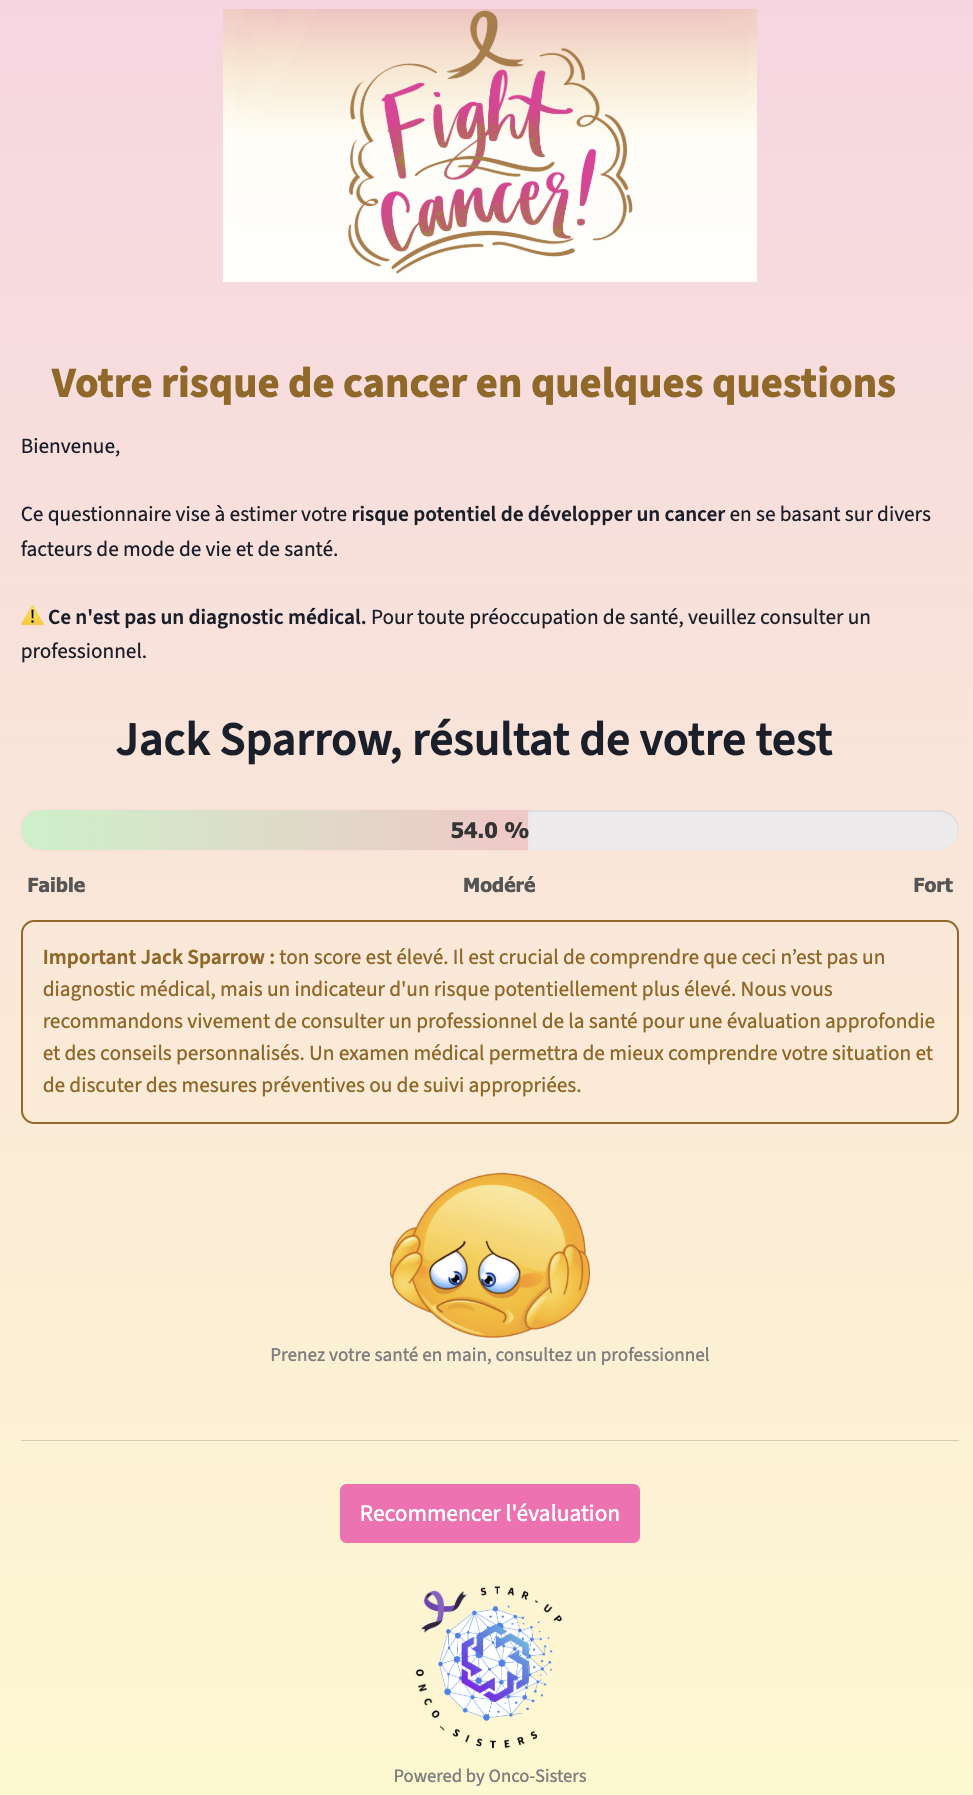 Fight
Cancer!
Votre risque de cancer en quelques questions
Bienvenue,
Ce questionnaire vise à estimer votre risque potentiel de développer un cancer en se basant sur divers
facteurs de mode de vie et de santé.
⚠️ Ce n'est pas un diagnostic médical. Pour toute préoccupation de santé, veuillez consulter un
professionnel.
Jack Sparrow, résultat de votre test
54.0 %
Faible Modéré Fort
Important Jack Sparrow : ton score est élevé. Il est crucial de comprendre que ceci n’est pas un
diagnostic médical, mais un indicateur d'un risque potentiellement plus élevé. Nous vous
recommandons vivement de consulter un professionnel de la santé pour une évaluation approfondie
et des conseils personnalisés. Un examen médical permettra de mieux comprendre votre situation et
de discuter des mesures préventives ou de suivi appropriées.
Prenez votre santé en main, consultez un professionnel
Recommencer l'évaluation
STAR-UP
ONCO_SISTERS
Powered by Onco-Sisters